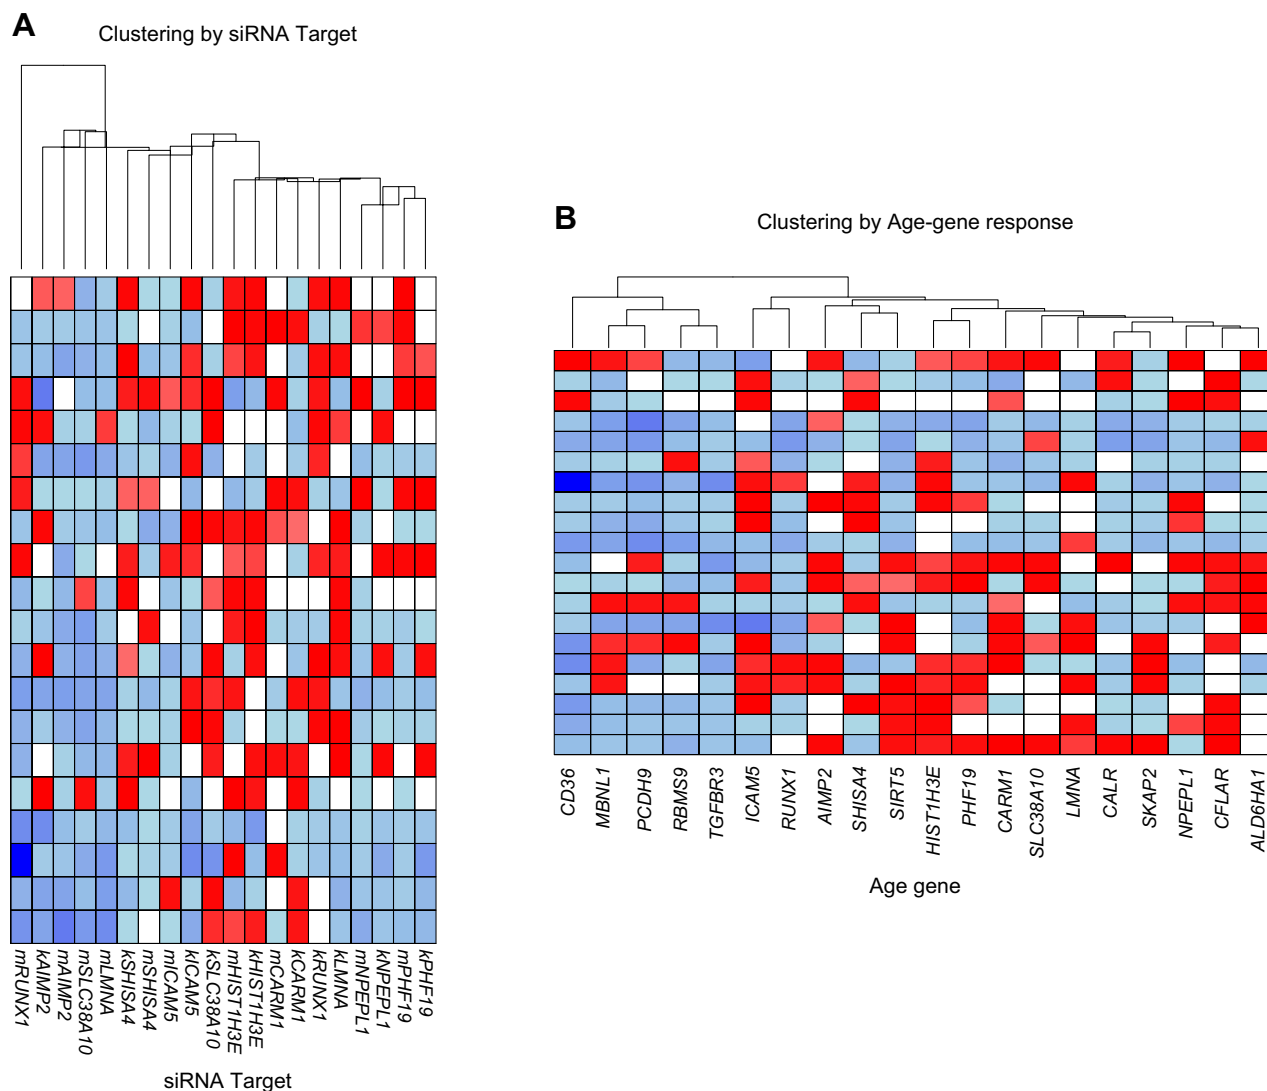 A
Clustering by siRNA Target
mRUNX1
kAIMP2
mAIMP2
mSLC38A10
mLMNA
kSHISA4
mSHISA4
mICAM5
kICAM5
kSLC38A10
mHIST1H3E
kHIST1H3E
mCARM1
kCARM1
kRUNX1
kLMNA
mNPEPL1
kNPEPL1
mPHF19
kPHF19
siRNA Target
B
Clustering by Age-gene response
CD36
MBNL1
PCDH9
RBMS9
TGFBR3
ICAM5
RUNX1
AIMP2
SHISA4
SIRT5
HIST1H3E
PHF19
CARM1
SLC38A10
LMNA
CALR
SKAP2
NPEPL1
CFLAR
ALD6HA1
Age gene